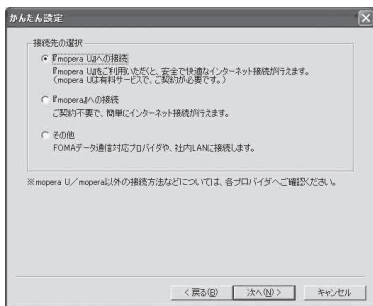 かんたん設定
接続先の選択
『mopera U』への接続
『mopera U』をご利用いただくと、安全で快適なインターネット接続が行えます。
(mopera Uは有料サービスで、ご契約が必要です。)
『mopera』への接続
ご契約不要で、簡単にインターネット接続が行えます。
その他
FOMAデータ通信対応プロバイダや、社内LANに接続します。
※mopera U／mopera以外の接続方法などについては、各プロバイダへご確認ください。
< 戻る(B)
次へ(N) >
キャンセル